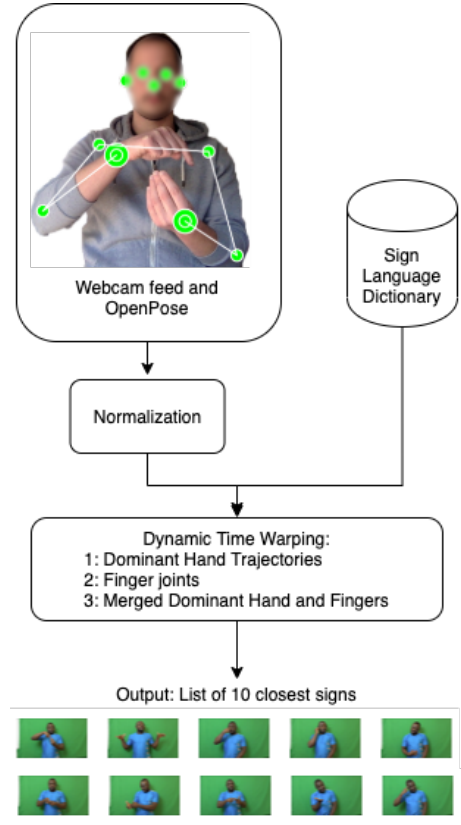 Webcam feed and
OpenPose
Sign
Language
Dictionary
Normalization
Dynamic Time Warping:
1: Dominant Hand Trajectories
2: Finger joints
3: Merged Dominant Hand and Fingers
Output: List of 10 closest signs